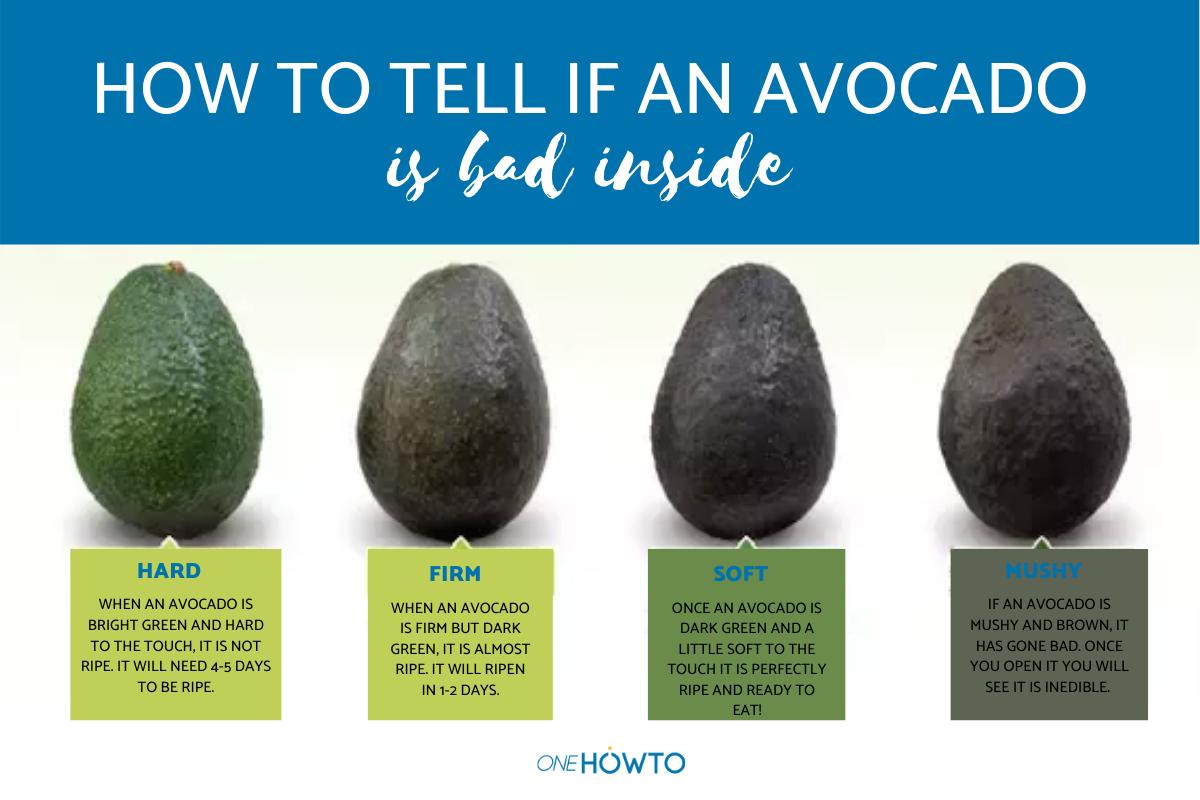 HOW TO TELL IF AN AVOCADO
is bad inside
HARD
WHEN AN AVOCADO IS
BRIGHT GREEN AND HARD
TO THE TOUCH, IT IS NOT
RIPE. IT WILL NEED 4-5 DAYS
TO BE RIPE.
FIRM
WHEN AN AVOCADO
IS FIRM BUT DARK
GREEN, IT IS ALMOST
RIPE. IT WILL RIPEN
IN 1-2 DAYS.
SOFT
ONCE AN AVOCADO IS
DARK GREEN AND A
LITTLE SOFT TO THE
TOUCH IT IS PERFECTLY
RIPE AND READY TO
EAT!
MUSHY
IF AN AVOCADO IS
MUSHY AND BROWN, IT
HAS GONE BAD. ONCE
YOU OPEN IT YOU WILL
SEE IT IS INEDIBLE.
ONEHOWTO